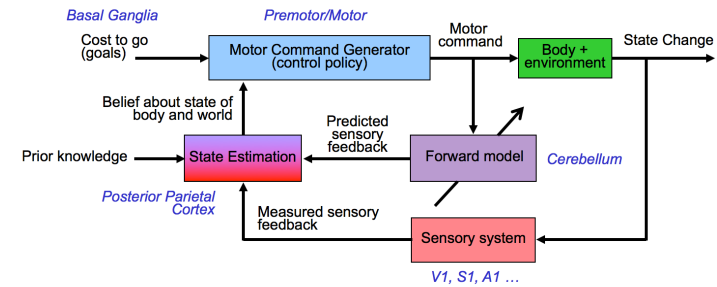 Basal Ganglia
Premotor/Motor
Cost to go
(goals)
Motor Command Generator
(control policy)
Motor
command
Body +
environment
State Change
Belief about state of
body and world
Predicted
sensory
feedback
Prior knowledge
State Estimation
Forward model
Cerebellum
Posterior Parietal
Cortex
Measured sensory
feedback
Sensory system
V1, S1, A1 ...